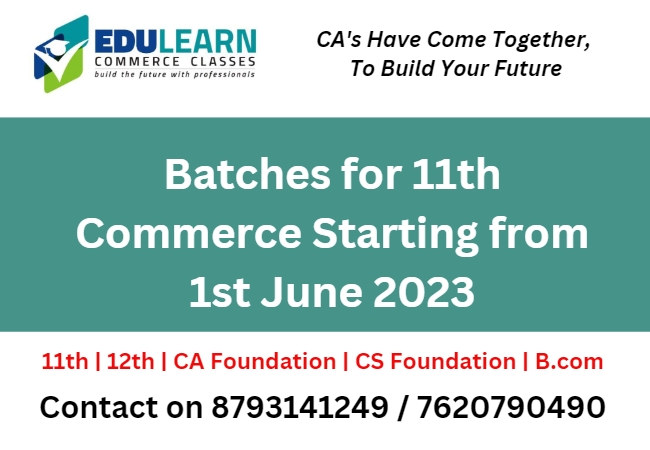 EDULEARN
COMMERCE CLASSES
build the future with professionals
CA's Have Come Together,
To Build Your Future
Batches for 11th
Commerce Starting from
1st June 2023
11th | 12th | CA Foundation | CS Foundation | B.com
Contact on 8793141249 / 7620790490